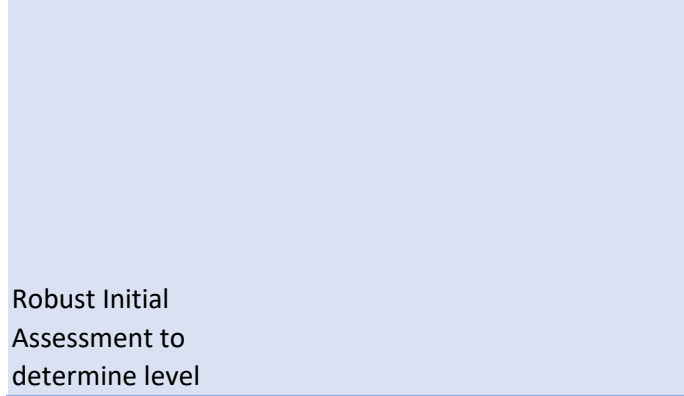 Robust Initial
Assessment to
determine level